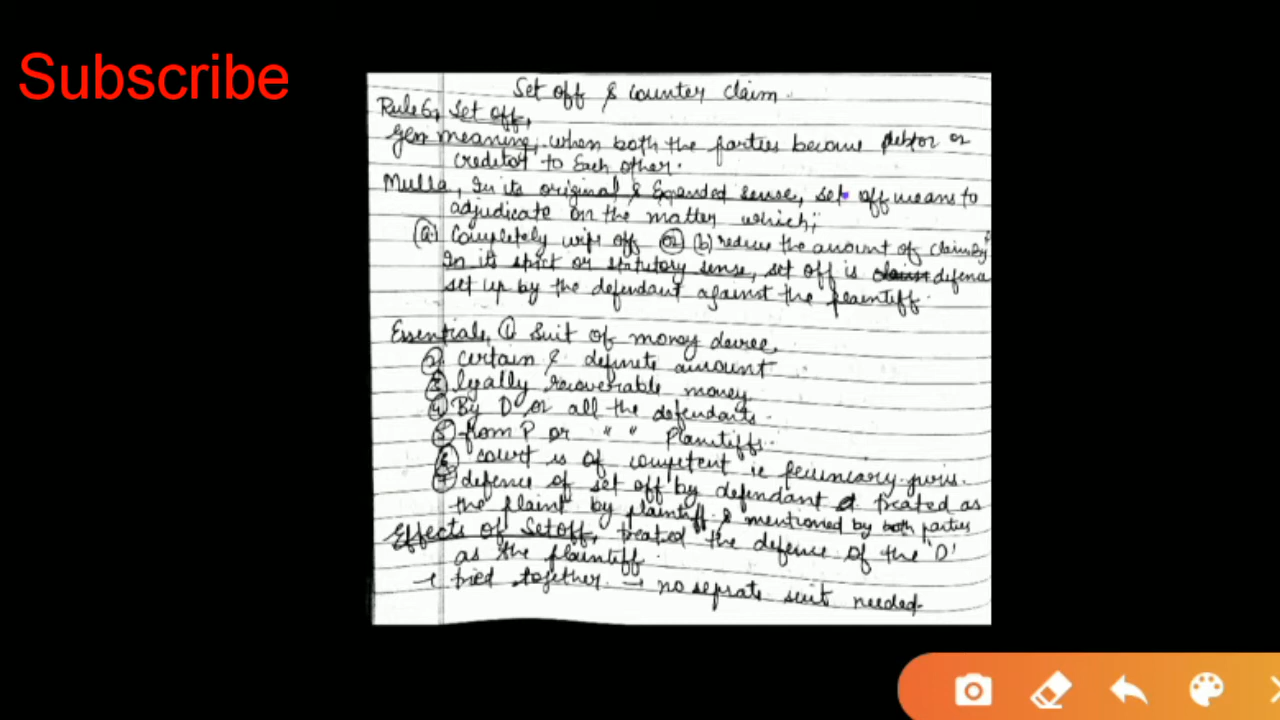 Subscribe
Set off & counter claim.
Rule 6, Set off,
gen meaning, when both the parties become debtor or
creditor to Each other.
Mulla, In its original & Expanded sense, set off means to
adjudicate on the matter which;
(a) Completely wipe off or (b) reduce the amount of claim by
In its strict or statutory sense, set off is defence
set up by the defendant against the plaintiff.
Essentials, ① Suit of money decree,
② certain & definite amount
③ legally recoverable money
④ By D or all the defendants.
⑤ from P or " " Plaintiffs.
⑥ court is of competent ie pecuniary juris.
⑦ defence of set off by defendant treated as
the plaint by plaintiff & mentioned by both parties
Effects of Setoff, treated the defence of the 'D'
as the plaintiff.
→ tried together. → no seprate suit needed.